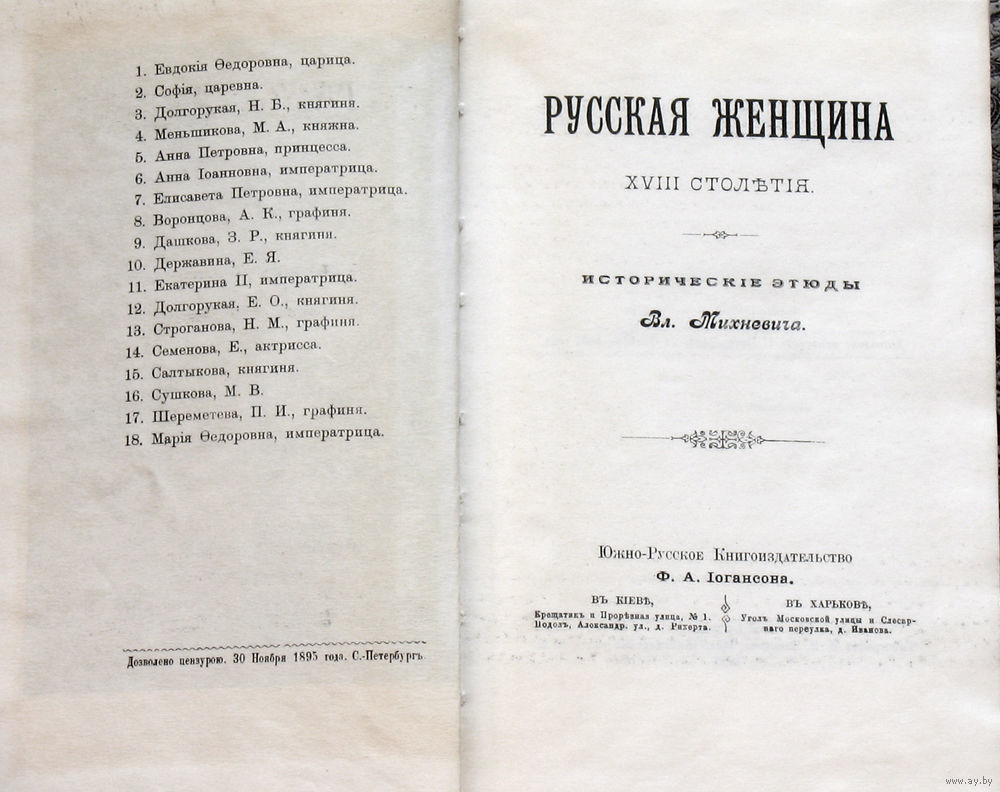 1. Евдокія Ѳедоровна, царица.
2. Софія, царевна.
3. Долгорукая, Н. Б., княгиня.
4. Меньшикова, М. А., княжна.
5. Анна Петровна, принцесса.
6. Анна Іоанновна, императрица.
7. Елисавета Петровна, императрица.
8. Воронцова, А. К., графиня.
9. Дашкова, З. Р., княгиня.
10. Державина, Е. Я.
11. Екатерина II, императрица.
12. Долгорукая, Е. О., княгиня.
13. Строганова, Н. М., графиня.
14. Семенова, Е., актрисса.
15. Салтыкова, княгиня.
16. Сушкова, М. В.
17. Шереметева, П. И., графиня.
18. Марія Ѳедоровна, императрица.
Дозволено цензурою. 30 Ноября 1895 года. С.-Петербургъ
РУССКАЯ ЖЕНЩИНА
XVIII СТОЛѢТІЯ.
ИСТОРИЧЕСКІЕ ЭТЮДЫ
Вл. Михневича.
Южно-Русское Книгоиздательство
Ф. А. Іогансона.
ВЪ КІЕВѢ,
Крещатик и Прорѣзная улица, № 1.
Подолъ, Александр. ул., д. Рихерта.
ВЪ ХАРЬКОВѢ,
Уголъ Московской улицы и Слесар-
наго переулка, д. Иванова.
www.ay.by